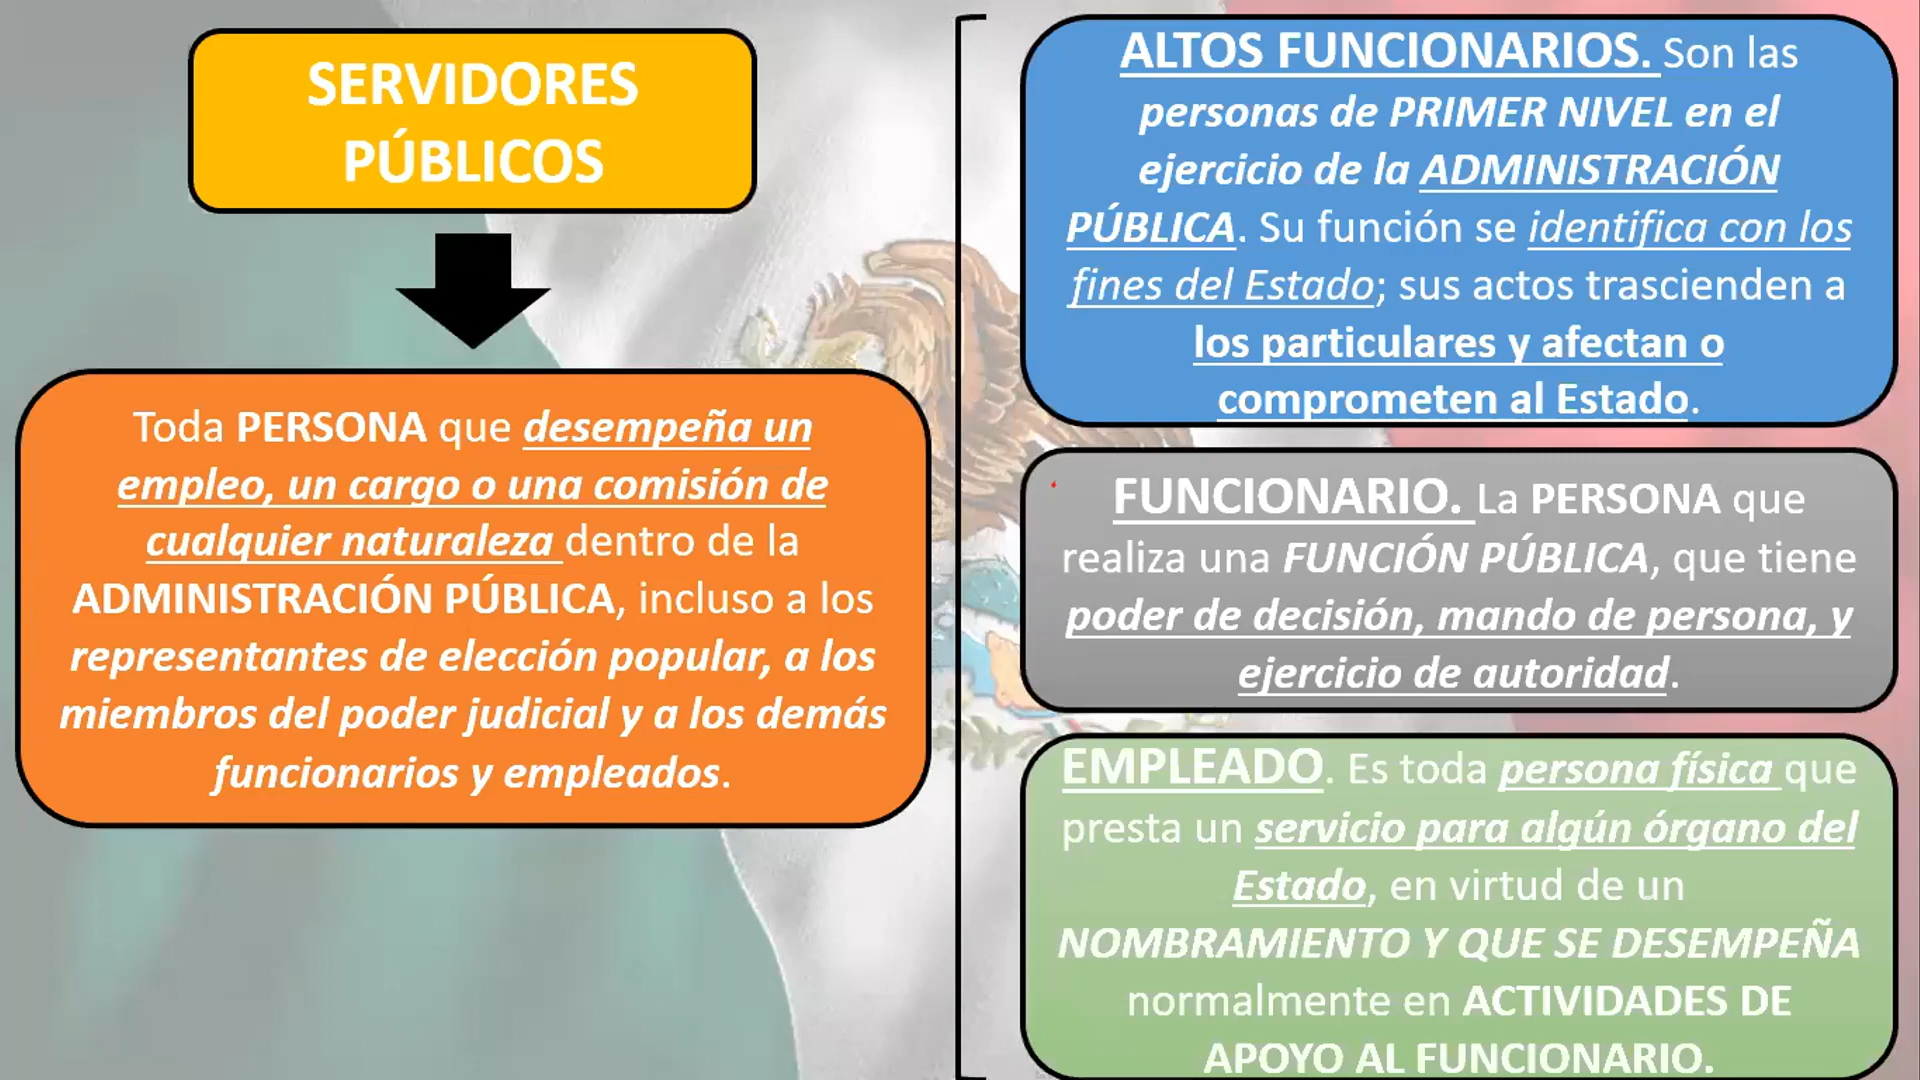 SERVIDORES
PÚBLICOS
Toda PERSONA que desempeña un
empleo, un cargo o una comisión de
cualquier naturaleza dentro de la
ADMINISTRACIÓN PÚBLICA, incluso a los
representantes de elección popular, a los
miembros del poder judicial y a los demás
funcionarios y empleados.
ALTOS FUNCIONARIOS. Son las
personas de PRIMER NIVEL en el
ejercicio de la ADMINISTRACIÓN
PÚBLICA. Su función se identifica con los
fines del Estado; sus actos trascienden a
los particulares y afectan o
comprometen al Estado.
FUNCIONARIO. La PERSONA que
realiza una FUNCIÓN PÚBLICA, que tiene
poder de decisión, mando de persona, y
ejercicio de autoridad.
EMPLEADO. Es toda persona física que
presta un servicio para algún órgano del
Estado, en virtud de un
NOMBRAMIENTO Y QUE SE DESEMPEÑA
normalmente en ACTIVIDADES DE
APOYO AL FUNCIONARIO.